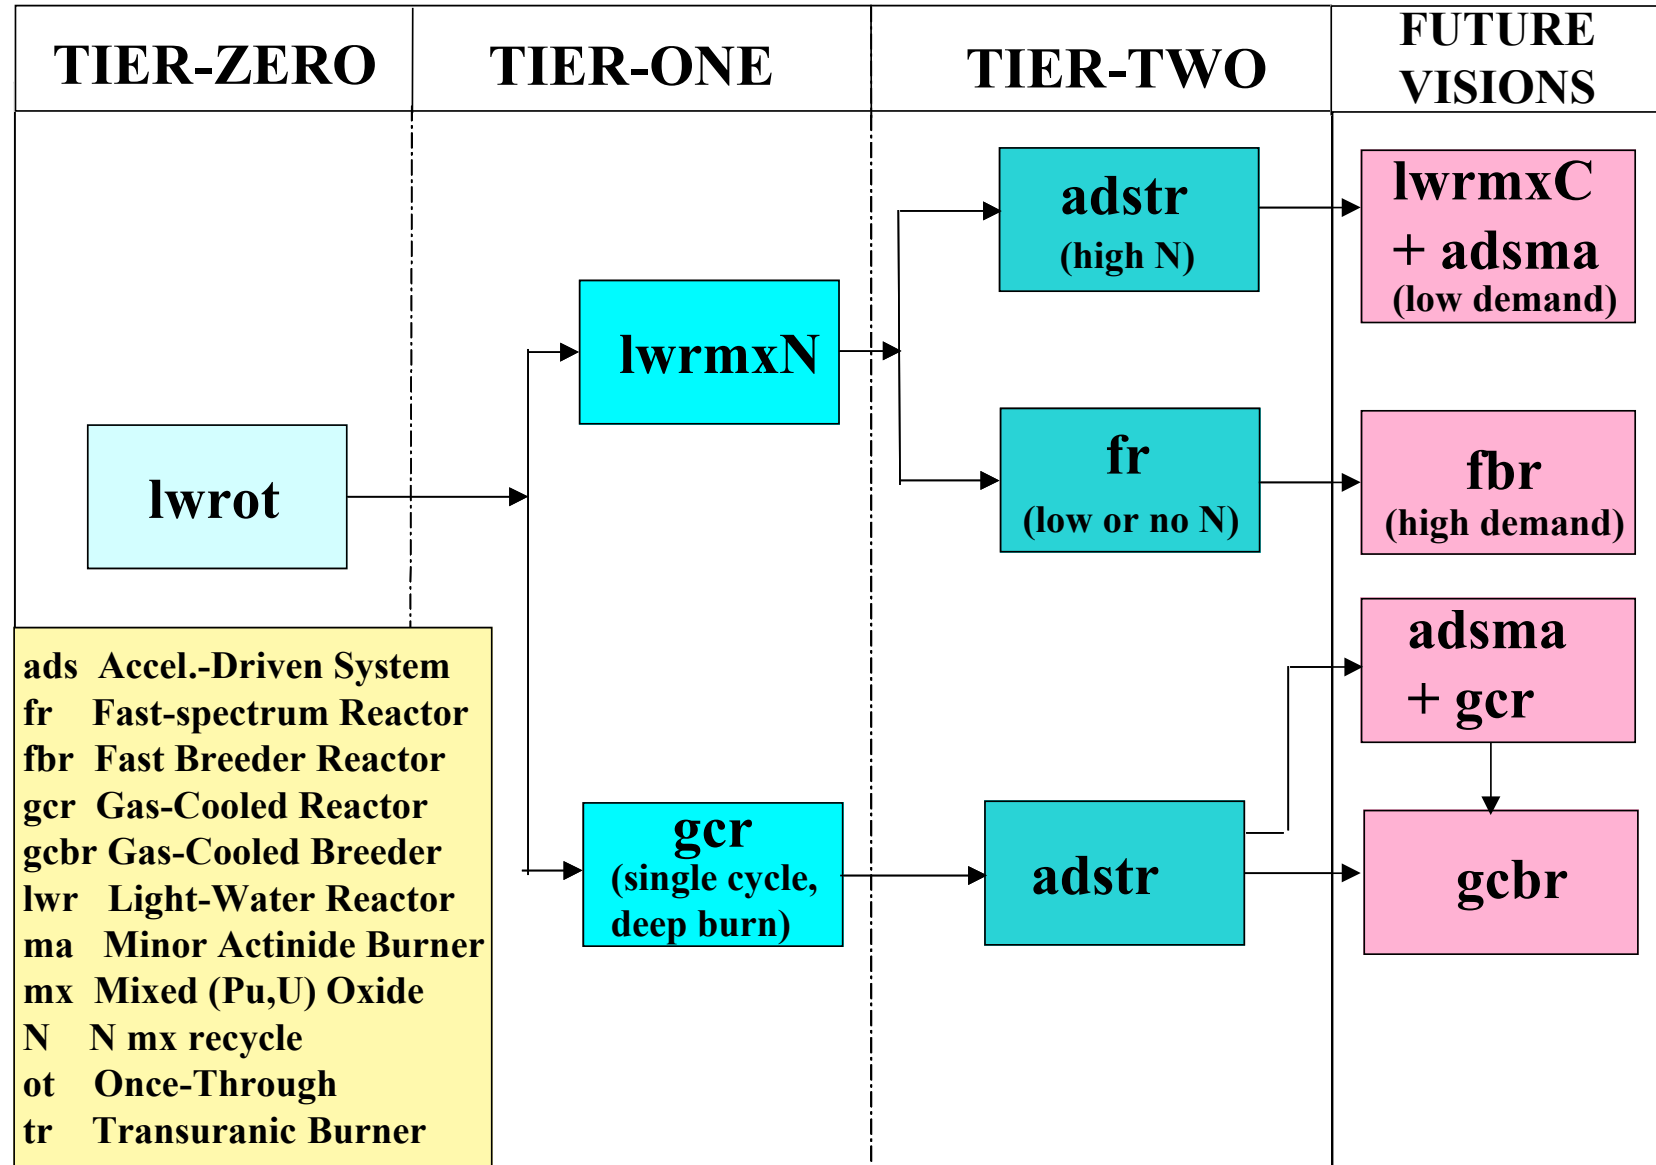 TIER-ZERO
TIER-ONE
TIER-TWO
FUTURE
VISIONS
lwrot
lwrmxN
gcr
(single cycle,
deep burn)
adstr
(high N)
fr
(low or no N)
adstr
lwrmxC
+ adsma
(low demand)
fbr
(high demand)
adsma
+ gcr
gcbr
ads Accel.-Driven System
fr Fast-spectrum Reactor
fbr Fast Breeder Reactor
gcr Gas-Cooled Reactor
gcbr Gas-Cooled Breeder
lwr Light-Water Reactor
ma Minor Actinide Burner
mx Mixed (Pu,U) Oxide
N N mx recycle
ot Once-Through
tr Transuranic Burner